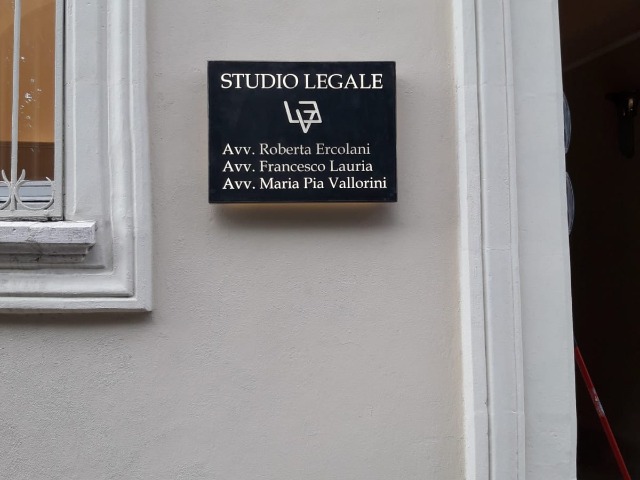 STUDIO LEGALE
Avv. Roberta Ercolani
Avv. Francesco Lauria
Avv. Maria Pia Vallorini